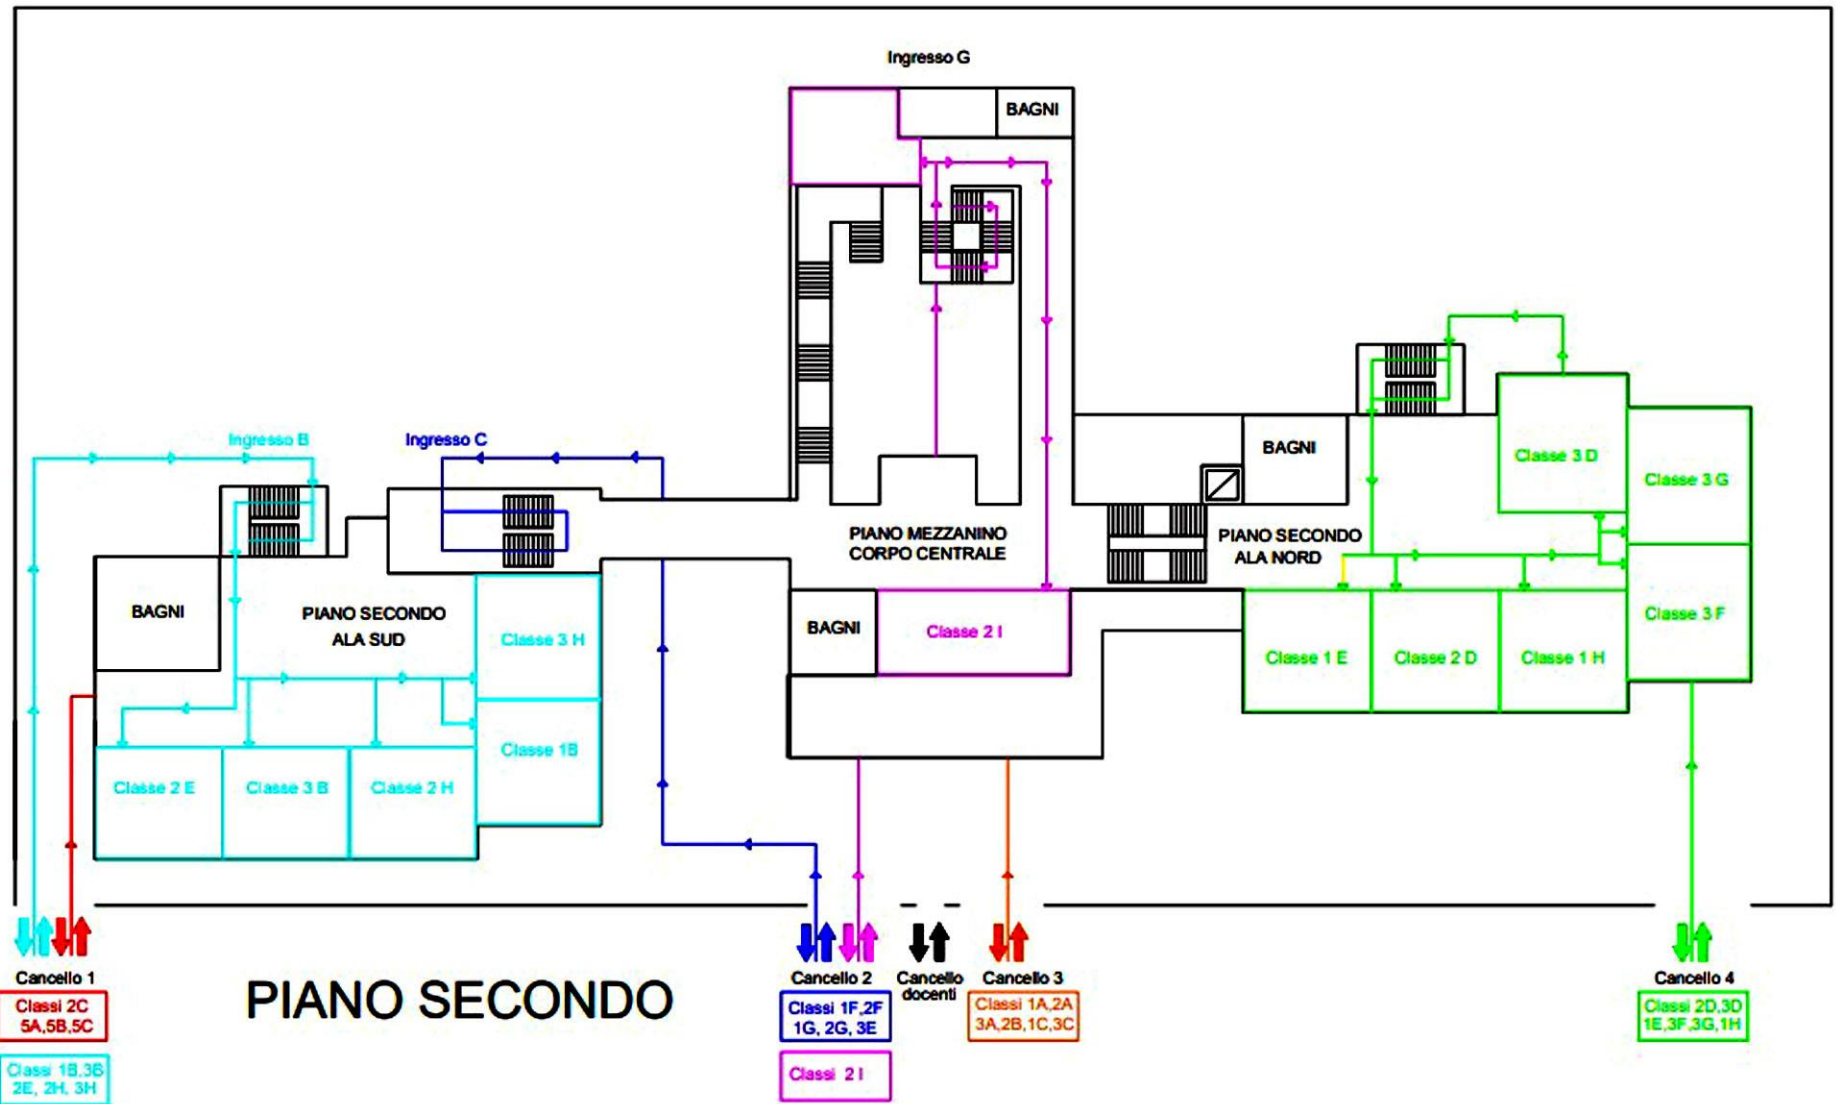 Ingresso G
BAGNI
Ingresso B
Ingresso C
BAGNI
Classe 3 D
Classe 3 G
PIANO MEZZANINO
CORPO CENTRALE
PIANO SECONDO
ALA NORD
BAGNI
PIANO SECONDO
ALA SUD
Classe 3 H
BAGNI
Classe 2 I
Classe 3 F
Classe 1 E
Classe 2 D
Classe 1 H
Classe 1B
Classe 2 E
Classe 3 B
Classe 2 H
Cancello 1
Classi 2C
5A,5B,5C
Classi 1B,3B
2E, 2H, 3H
PIANO SECONDO
Cancello 2
Classi 1F,2F
1G, 2G, 3E
Classi 2 I
Cancello
docenti
Cancello 3
Classi 1A,2A
3A,2B,1C,3C
Cancello 4
Classi 2D,3D
1E,3F,3G,1H